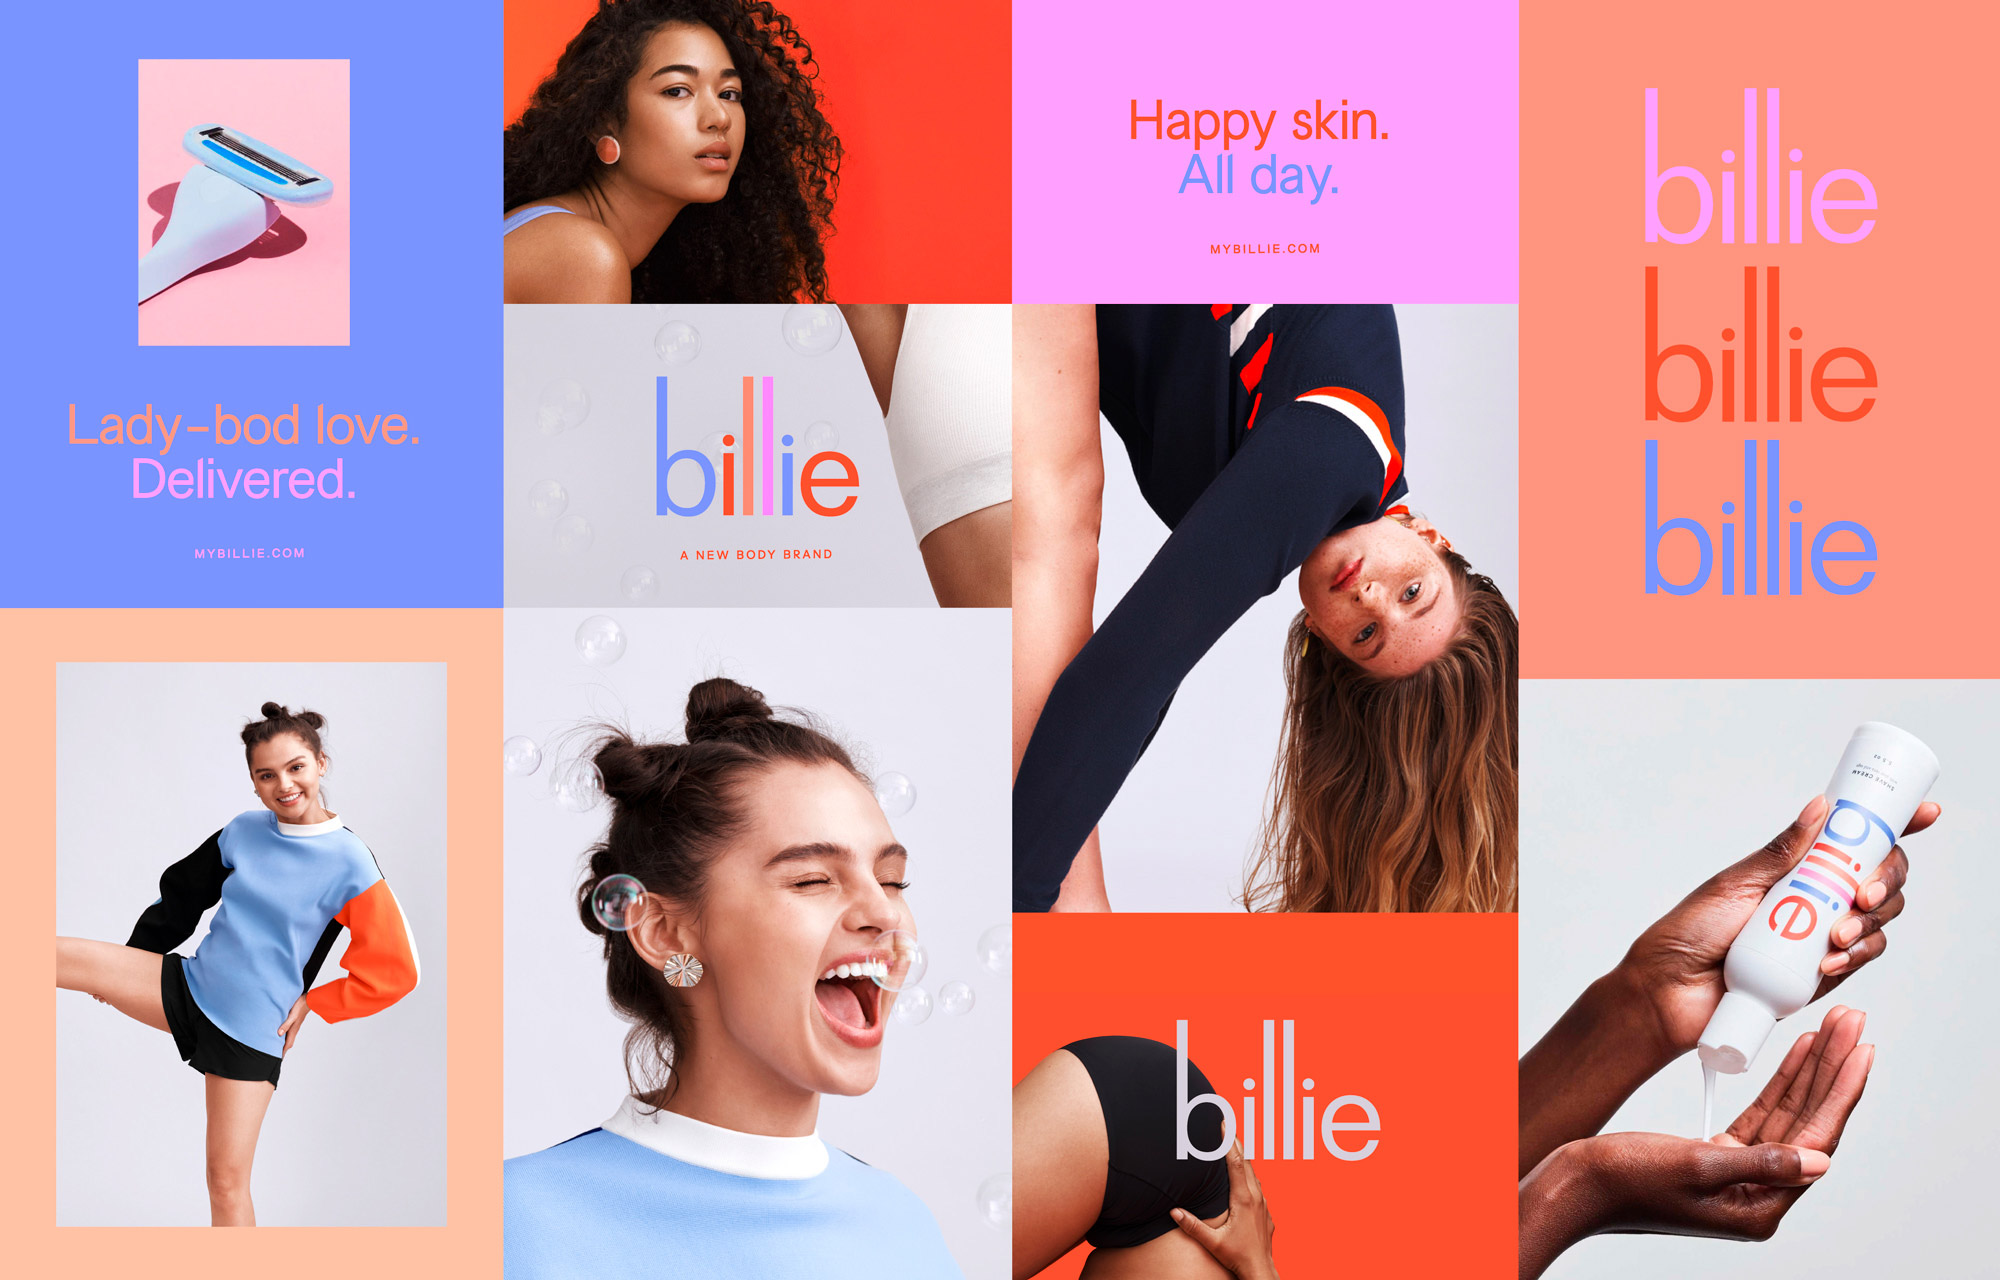 Lady-bod love.
Delivered.
MYBILLIE.COM
billie
A NEW BODY BRAND
Happy skin.
All day.
MYBILLIE.COM
billie
billie
billie
billie
billie
SHAVE CREAM